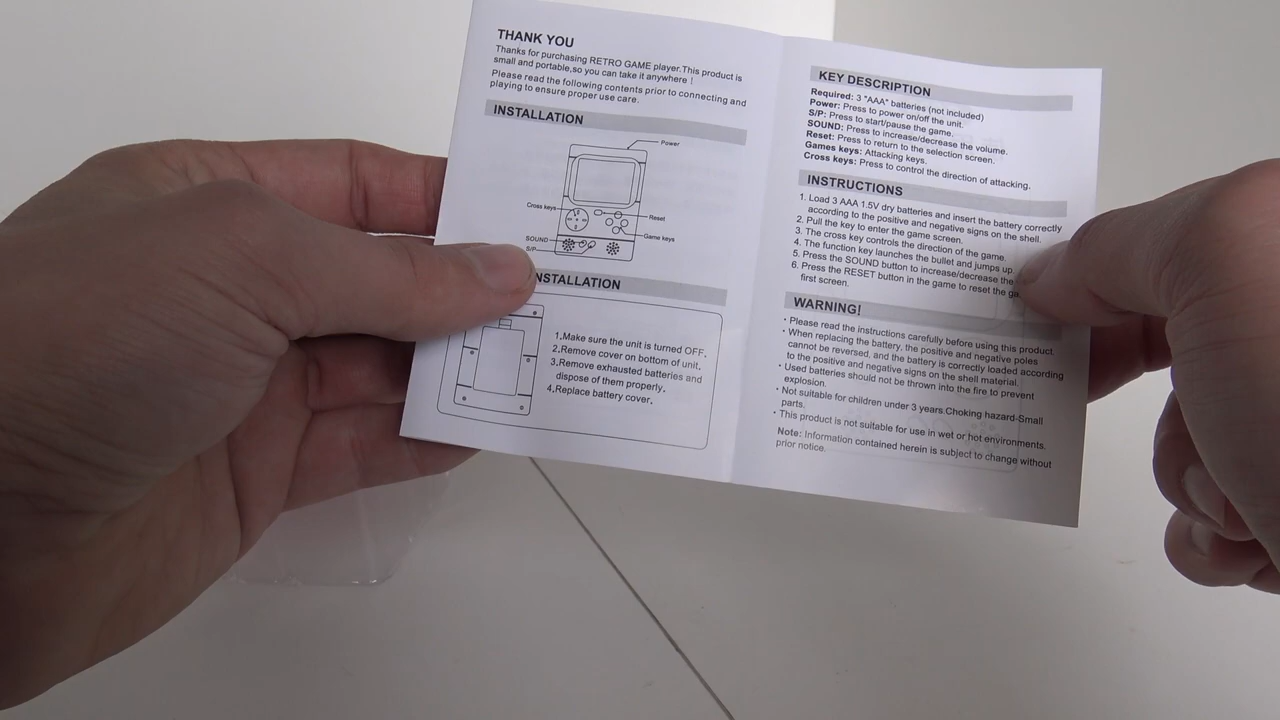 THANK YOU
Thanks for purchasing RETRO GAME player.This product is
small and portable,so you can take it anywhere !
Please read the following contents prior to connecting and
playing to ensure proper use care.
INSTALLATION
Power
Cross keys
Reset
Game keys
SOUND
S/P
NSTALLATION
1.Make sure the unit is turned OFF.
2.Remove cover on bottom of unit.
3.Remove exhausted batteries and
dispose of them properly.
4.Replace battery cover.
KEY DESCRIPTION
Required: 3 "AAA" batteries (not included)
Power: Press to power on/off the unit.
S/P: Press to start/pause the game.
SOUND: Press to increase/decrease the volume.
Reset: Press to return to the selection screen.
Games keys: Attacking keys.
Cross keys: Press to control the direction of attacking.
INSTRUCTIONS
1. Load 3 AAA 1.5V dry batteries and insert the battery correctly
according to the positive and negative signs on the shell.
2. Pull the key to enter the game screen.
3. The cross key controls the direction of the game.
4. The function key launches the bullet and jumps up.
5. Press the SOUND button to increase/decrease the
6. Press the RESET button in the game to reset the ga
first screen.
WARNING!
· Please read the instructions carefully before using this product.
· When replacing the battery, the positive and negative poles
cannot be reversed, and the battery is correctly loaded according
to the positive and negative signs on the shell material.
· Used batteries should not be thrown into the fire to prevent
explosion.
· Not suitable for children under 3 years.Choking hazard-Small
parts.
· This product is not suitable for use in wet or hot environments.
Note: Information contained herein is subject to change without
prior notice.